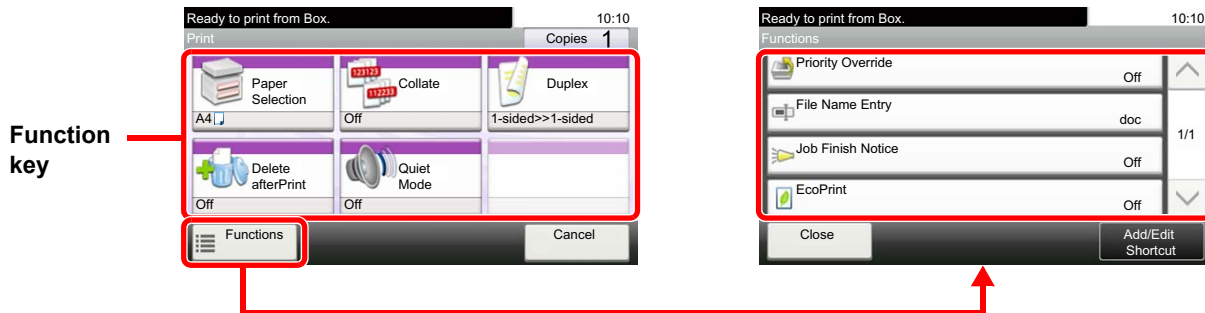 Function
key
Ready to print from Box.
10:10
Print
Copies 1
Paper
Selection
A4
123123
112233
Collate
Off
Duplex
1-sided>>1-sided
Delete
afterPrint
Off
Quiet
Mode
Off
Functions
Cancel
Ready to print from Box.
10:10
Functions
Priority Override
Off
File Name Entry
doc
Job Finish Notice
Off
EcoPrint
Off
1/1
Close
Add/Edit
Shortcut